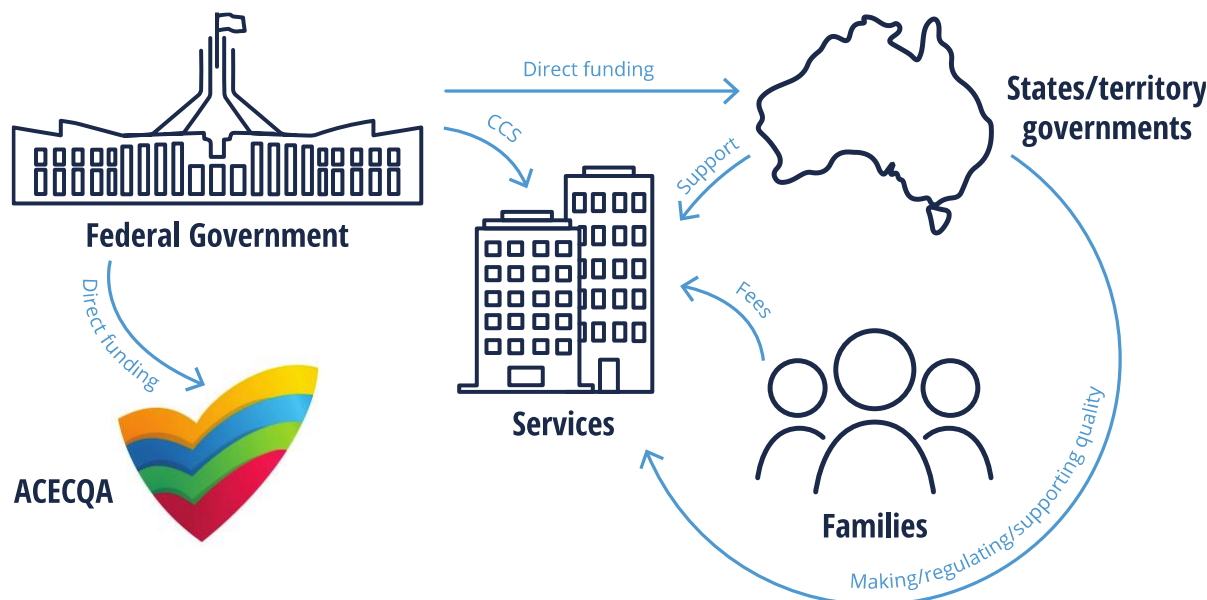 Direct funding
States/territory
governments
CCS
Support
Federal Government
Direct funding
Fees
Services
ACECQA
Families
Making/regulating/supporting quality